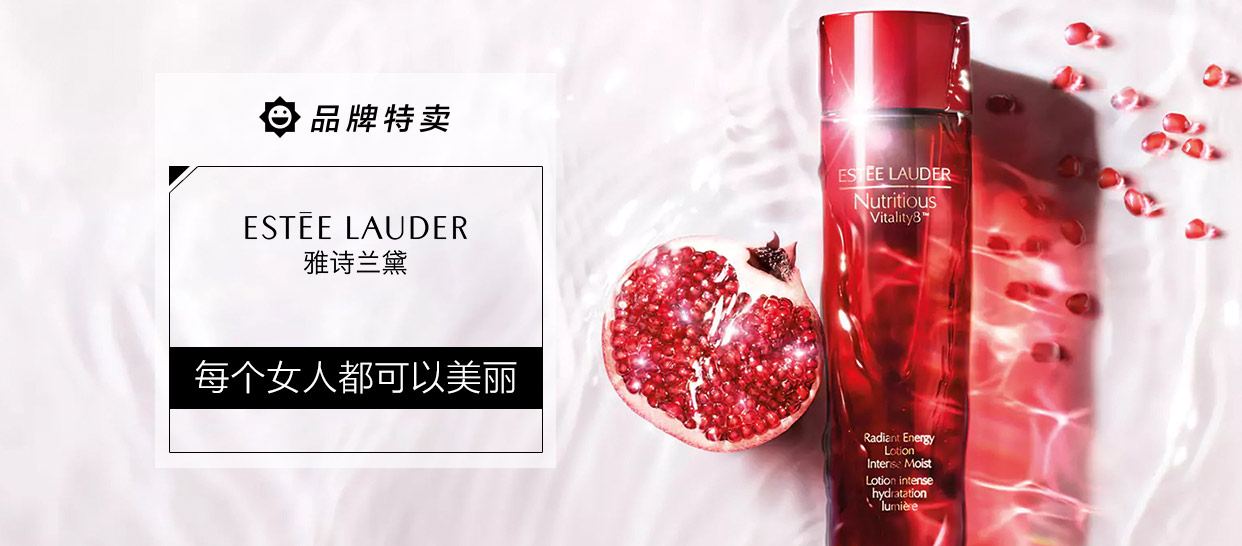 品牌特卖
ESTĒE LAUDER
雅诗兰黛
每个女人都可以美丽
ESTĒE LAUDER
Nutritious
Vitality8™
Radiant Energy
Lotion
Intense Moist
Lotion intense
hydratation
lumière